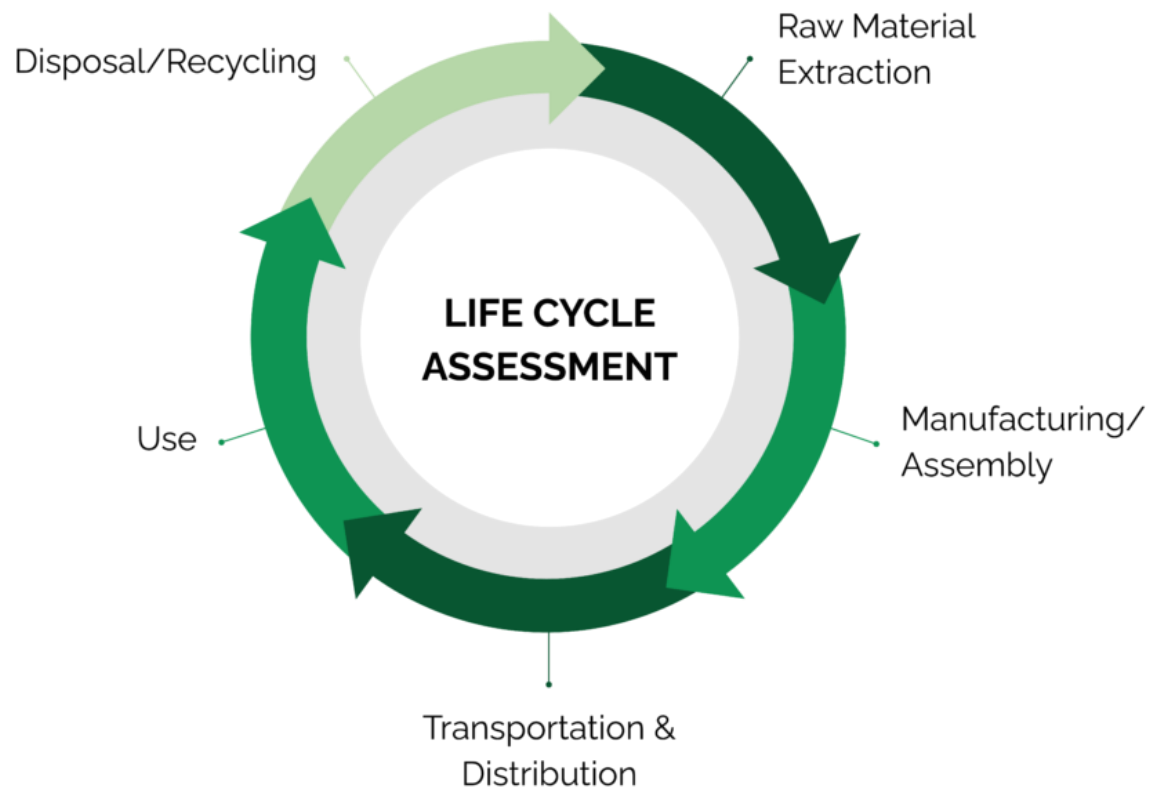 Disposal/Recycling
Raw Material
Extraction
LIFE CYCLE
ASSESSMENT
Manufacturing/
Assembly
Use
Transportation &
Distribution